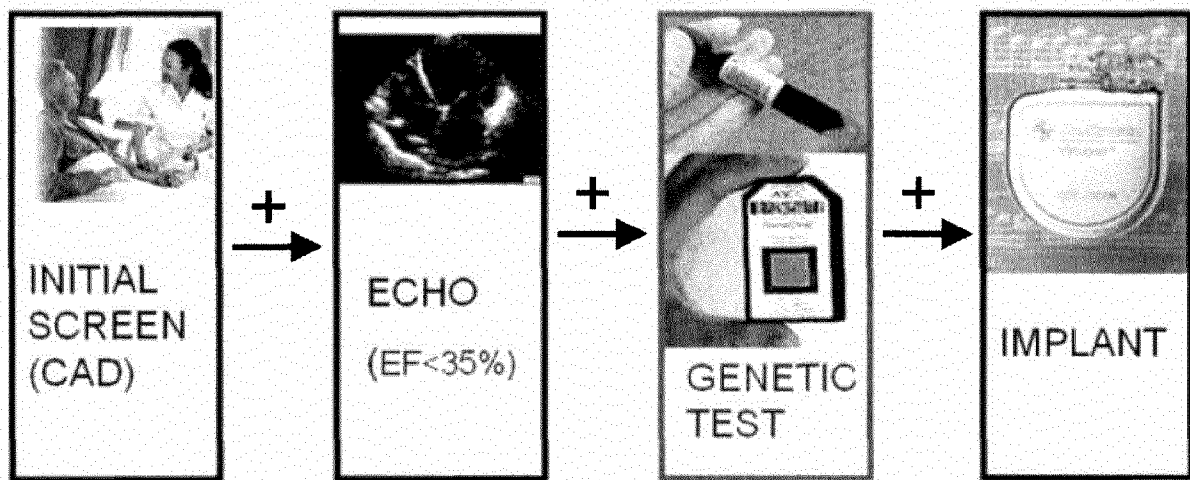 INITIAL
SCREEN
(CAD)
+
ECHO
(EF<35%)
+
GENETIC
TEST
+
IMPLANT